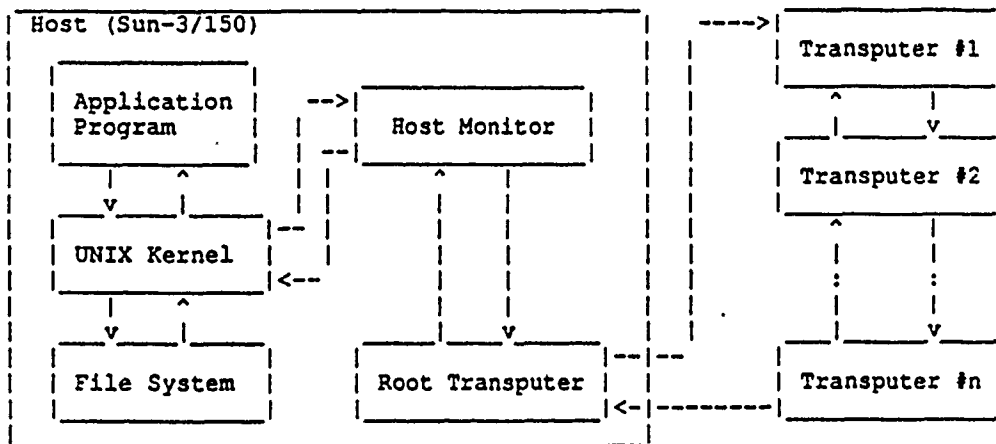 Host (Sun-3/150)
Application
Program
Host Monitor
UNIX Kernel
File System
Root Transputer
Transputer #1
Transputer #2
Transputer #n